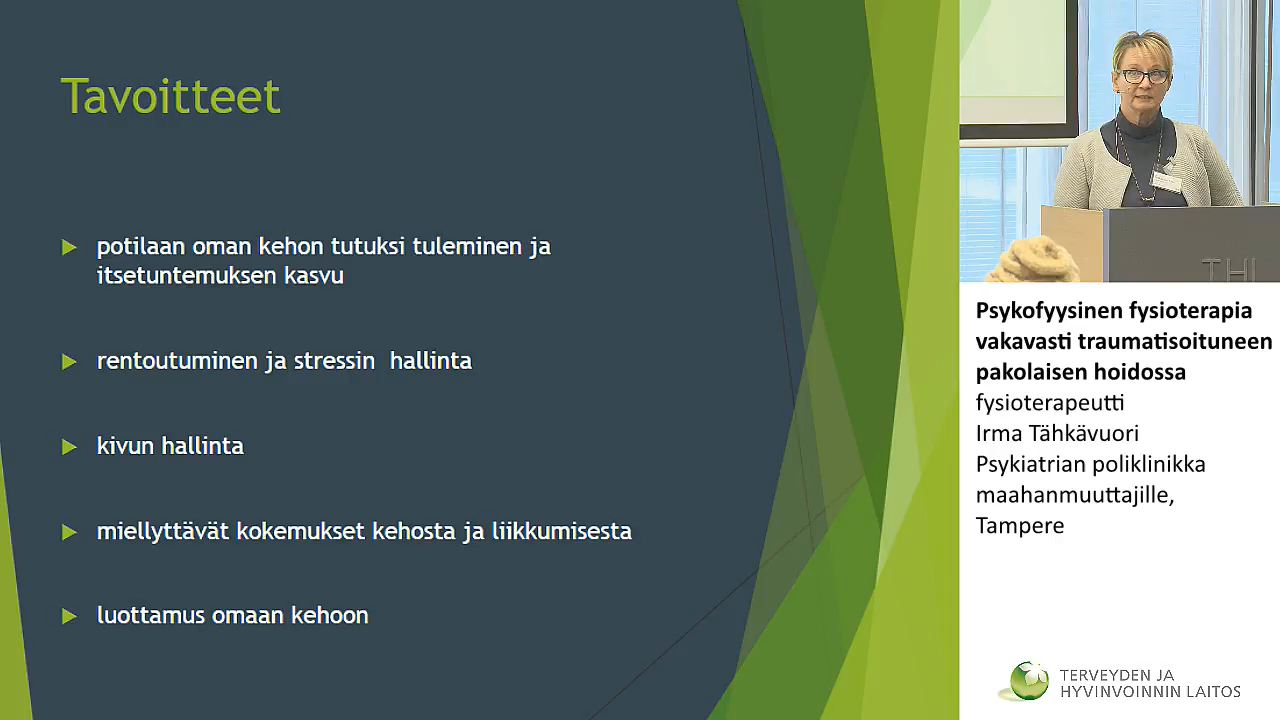 Tavoitteet
potilaan oman kehon tutuksi tuleminen ja
itsetuntemuksen kasvu
rentoutuminen ja stressin hallinta
kivun hallinta
miellyttävät kokemukset kehosta ja liikkumisesta
luottamus omaan kehoon
THL
Psykofyysinen fysioterapia
vakavasti traumatisoituneen
pakolaisen hoidossa
fysioterapeutti
Irma Tähkävuori
Psykiatrian poliklinikka
maahanmuuttajille,
Tampere
TERVEYDEN JA
HYVINVOINNIN LAITOS